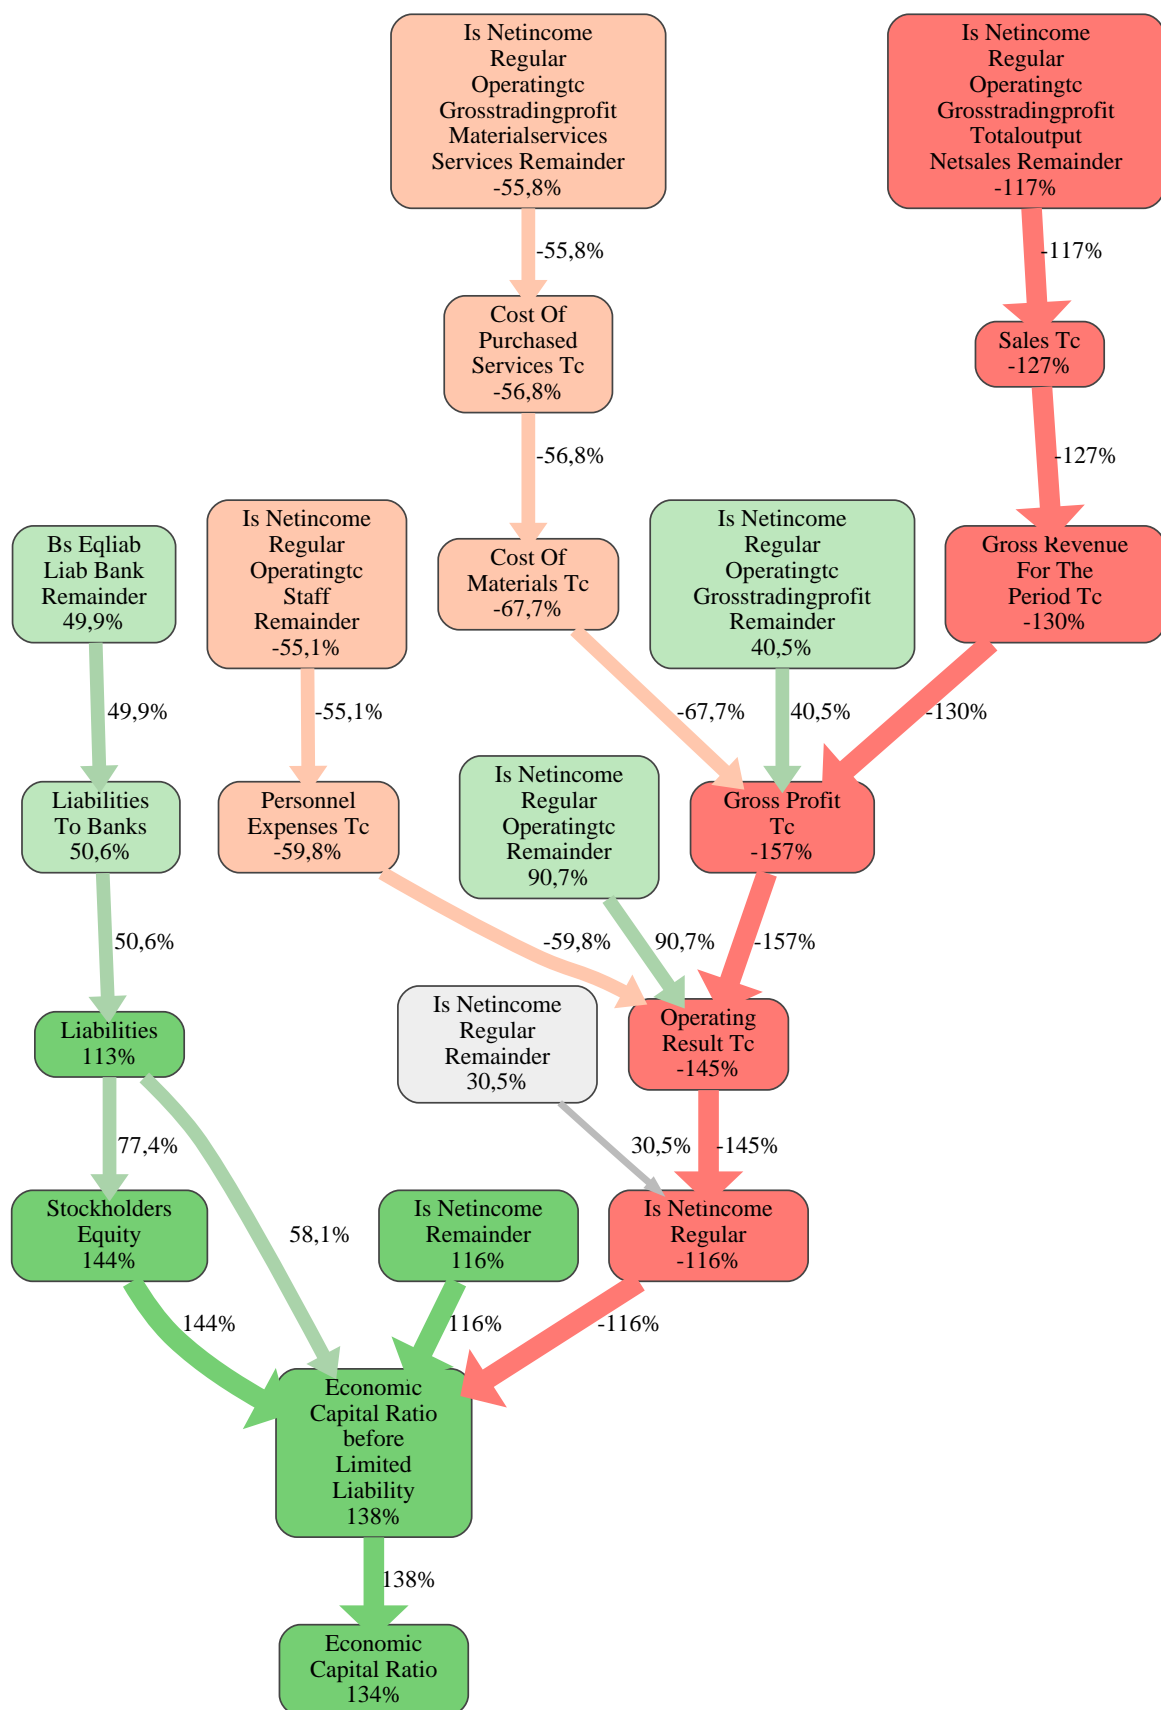 Is Netincome
Regular
Operatingtc
Grosstradingprofit
Materialservices
Services Remainder
-55,8%
Is Netincome
Regular
Operatingtc
Grosstradingprofit
Totaloutput
Netsales Remainder
-117%
-55,8%
-117%
Cost Of
Purchased
Services Tc
-56,8%
Sales Tc
-127%
-56,8%
-127%
Bs Eqliab
Liab Bank
Remainder
49,9%
Is Netincome
Regular
Operatingtc
Staff
Remainder
-55,1%
Cost Of
Materials Tc
-67,7%
Is Netincome
Regular
Operatingtc
Grosstradingprofit
Remainder
40,5%
Gross Revenue
For The
Period Tc
-130%
49,9%
-55,1%
-67,7%
40,5%
-130%
Liabilities
To Banks
50,6%
Personnel
Expenses Tc
-59,8%
Is Netincome
Regular
Operatingtc
Remainder
90,7%
Gross Profit
Tc
-157%
50,6%
-59,8%
90,7%
-157%
Liabilities
113%
Is Netincome
Regular
Remainder
30,5%
Operating
Result Tc
-145%
77,4%
58,1%
30,5%
-145%
Stockholders
Equity
144%
Is Netincome
Remainder
116%
Is Netincome
Regular
-116%
144%
116%
-116%
Economic
Capital Ratio
before
Limited
Liability
138%
138%
Economic
Capital Ratio
134%